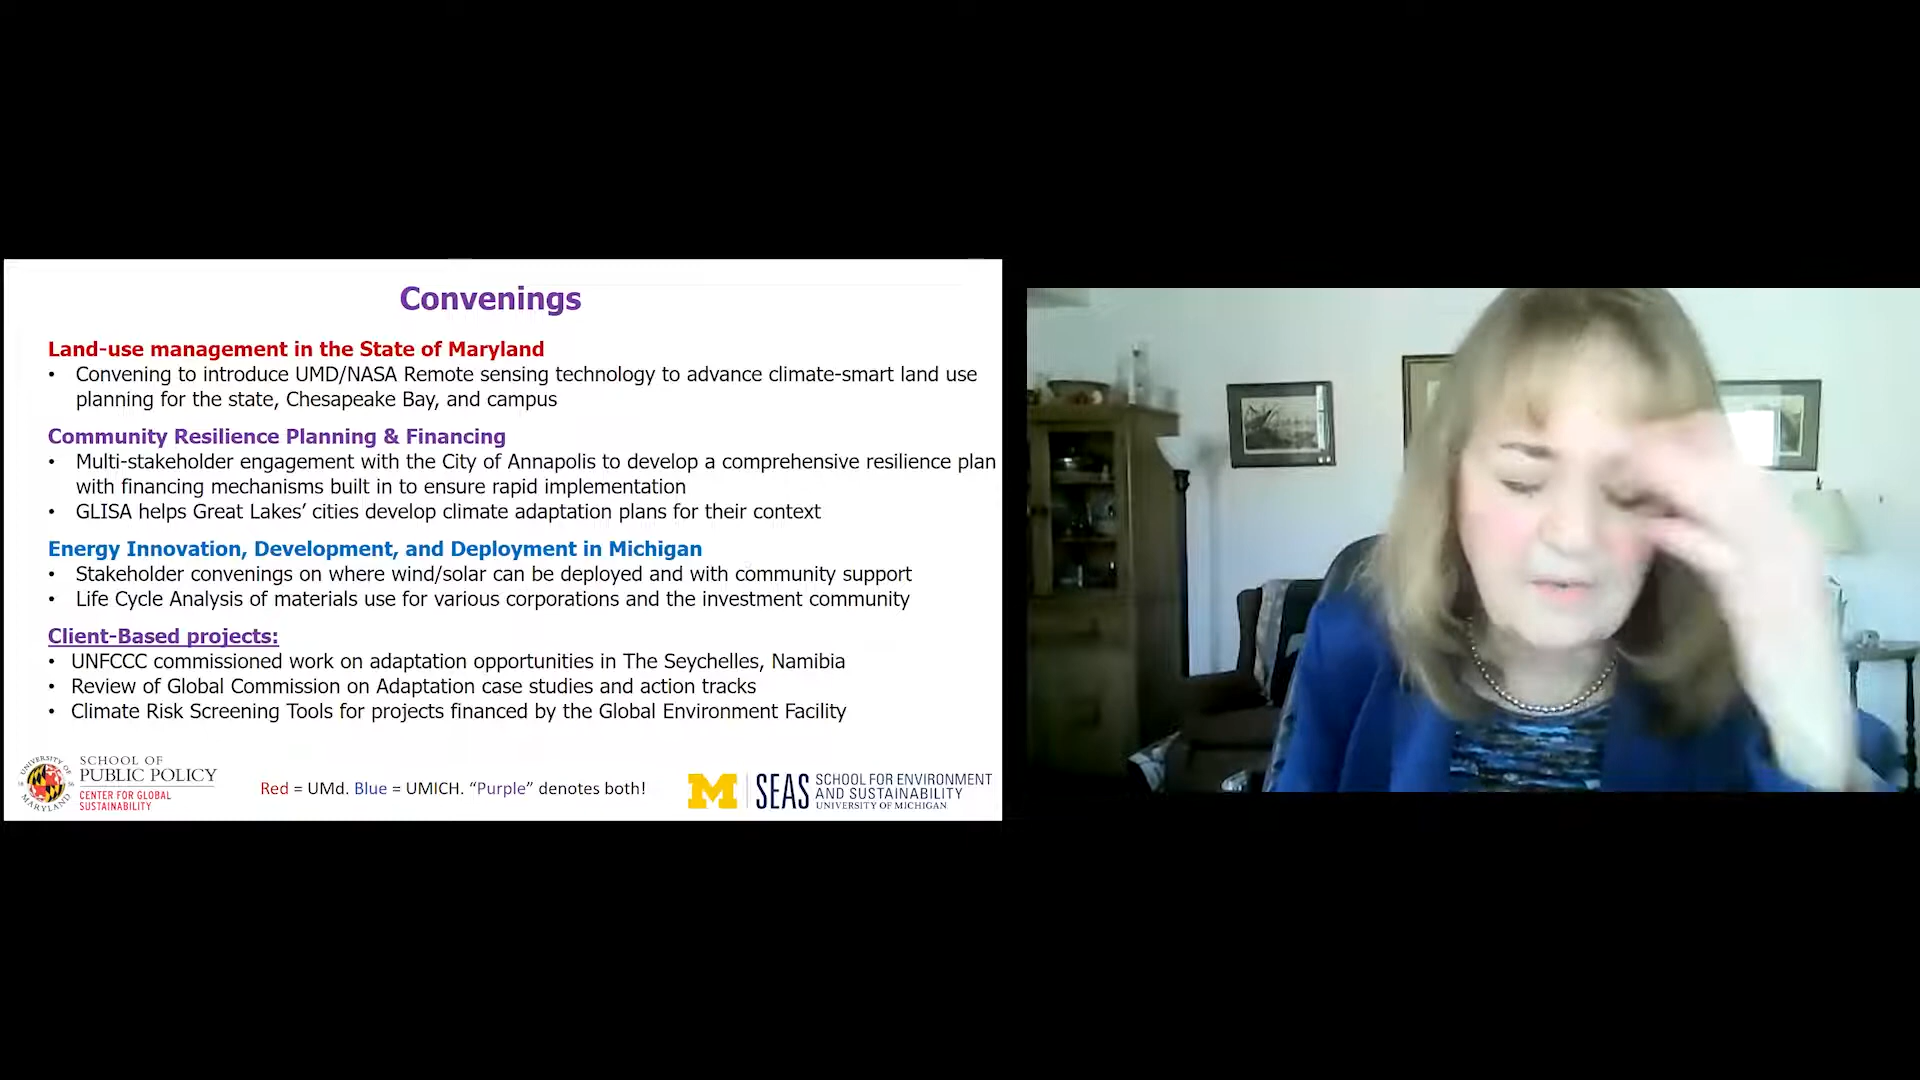 Convenings
Land-use management in the State of Maryland
• Convening to introduce UMD/NASA Remote sensing technology to advance climate-smart land use
planning for the state, Chesapeake Bay, and campus
Community Resilience Planning & Financing
• Multi-stakeholder engagement with the City of Annapolis to develop a comprehensive resilience plan
with financing mechanisms built in to ensure rapid implementation
• GLISA helps Great Lakes’ cities develop climate adaptation plans for their context
Energy Innovation, Development, and Deployment in Michigan
• Stakeholder convenings on where wind/solar can be deployed and with community support
• Life Cycle Analysis of materials use for various corporations and the investment community
Client-Based projects:
• UNFCCC commissioned work on adaptation opportunities in The Seychelles, Namibia
• Review of Global Commission on Adaptation case studies and action tracks
• Climate Risk Screening Tools for projects financed by the Global Environment Facility
UNIVERSITY OF MARYLAND
SCHOOL OF
PUBLIC POLICY
CENTER FOR GLOBAL
SUSTAINABILITY
Red = UMd. Blue = UMICH. “Purple” denotes both!
M SEAS
SCHOOL FOR ENVIRONMENT
AND SUSTAINABILITY
UNIVERSITY OF MICHIGAN